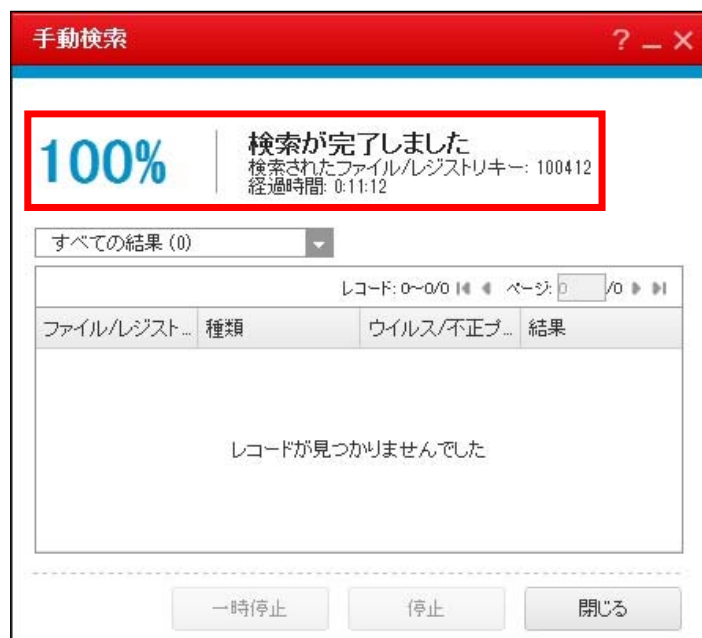 手動検索
100%
検索が完了しました
検索されたファイル/レジストリキー: 100412
経過時間: 0:11:12
すべての結果 (0)
レコード: 0~0/0 ページ: 0 /0
ファイル/レジスト... 種類 ウイルス/不正プ... 結果
レコードが見つかりませんでした
一時停止 停止 閉じる